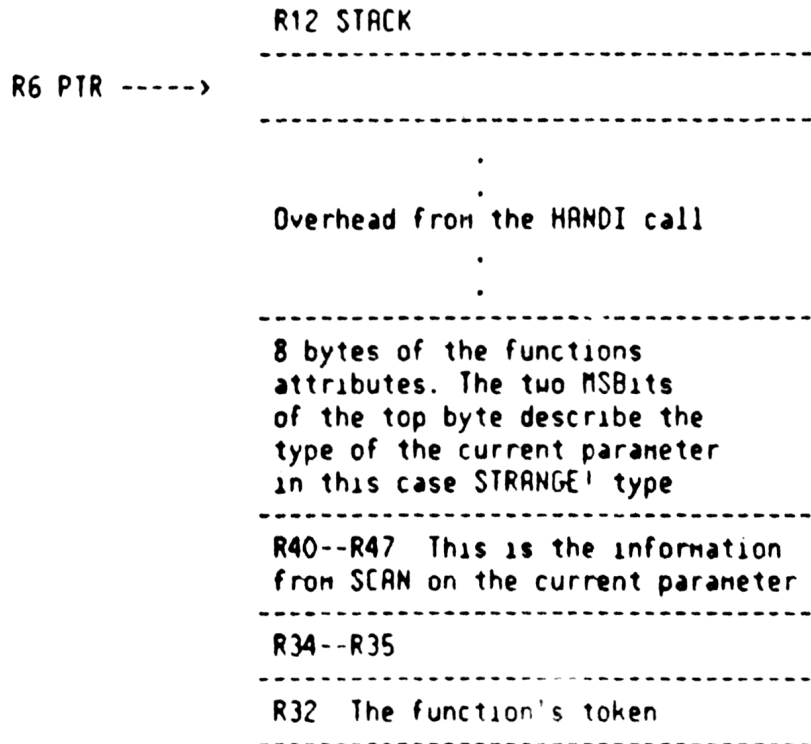 R12 STACK
R6 PTR ----->
Overhead from the HANDI call
8 bytes of the functions
attributes. The two MSBits
of the top byte describe the
type of the current parameter
in this case STRANGE! type
R40--R47 This is the information
from SCAN on the current parameter
R34--R35
R32 The function's token